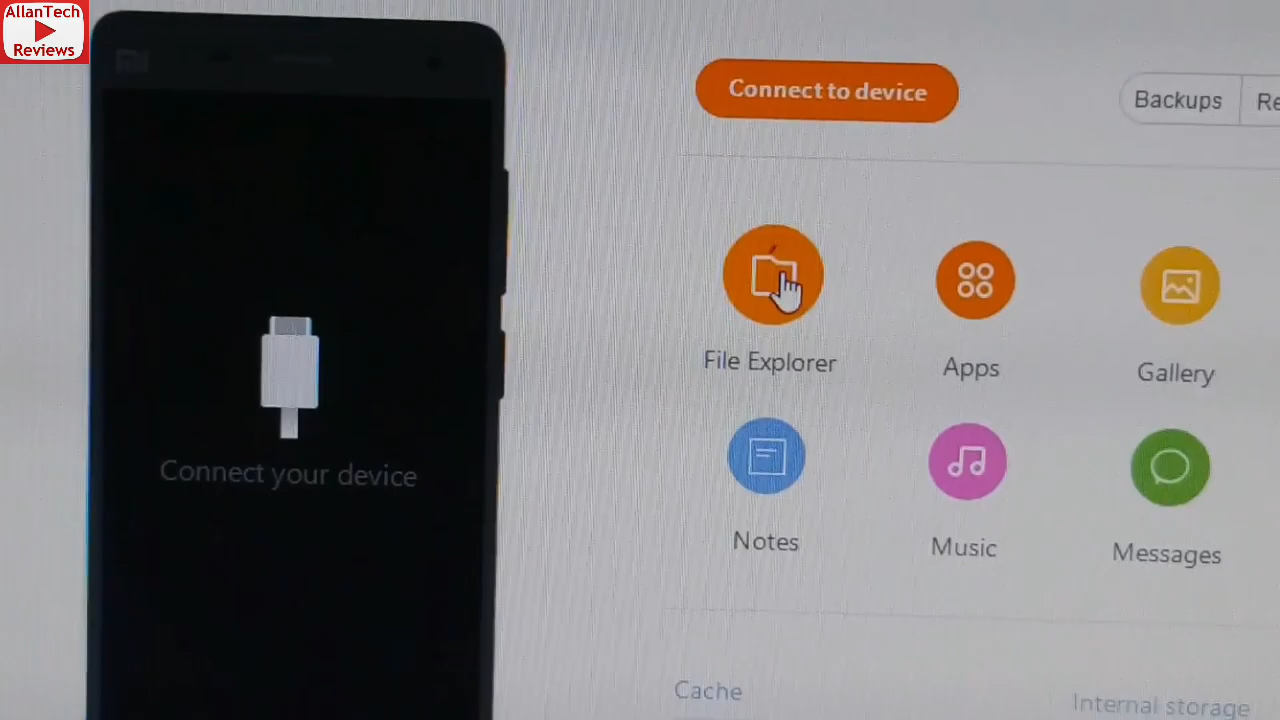 AllanTech
Reviews
Connect to device
Backups
Connect your device
File Explorer
Apps
Gallery
Notes
Music
Messages
Cache
Internal storage